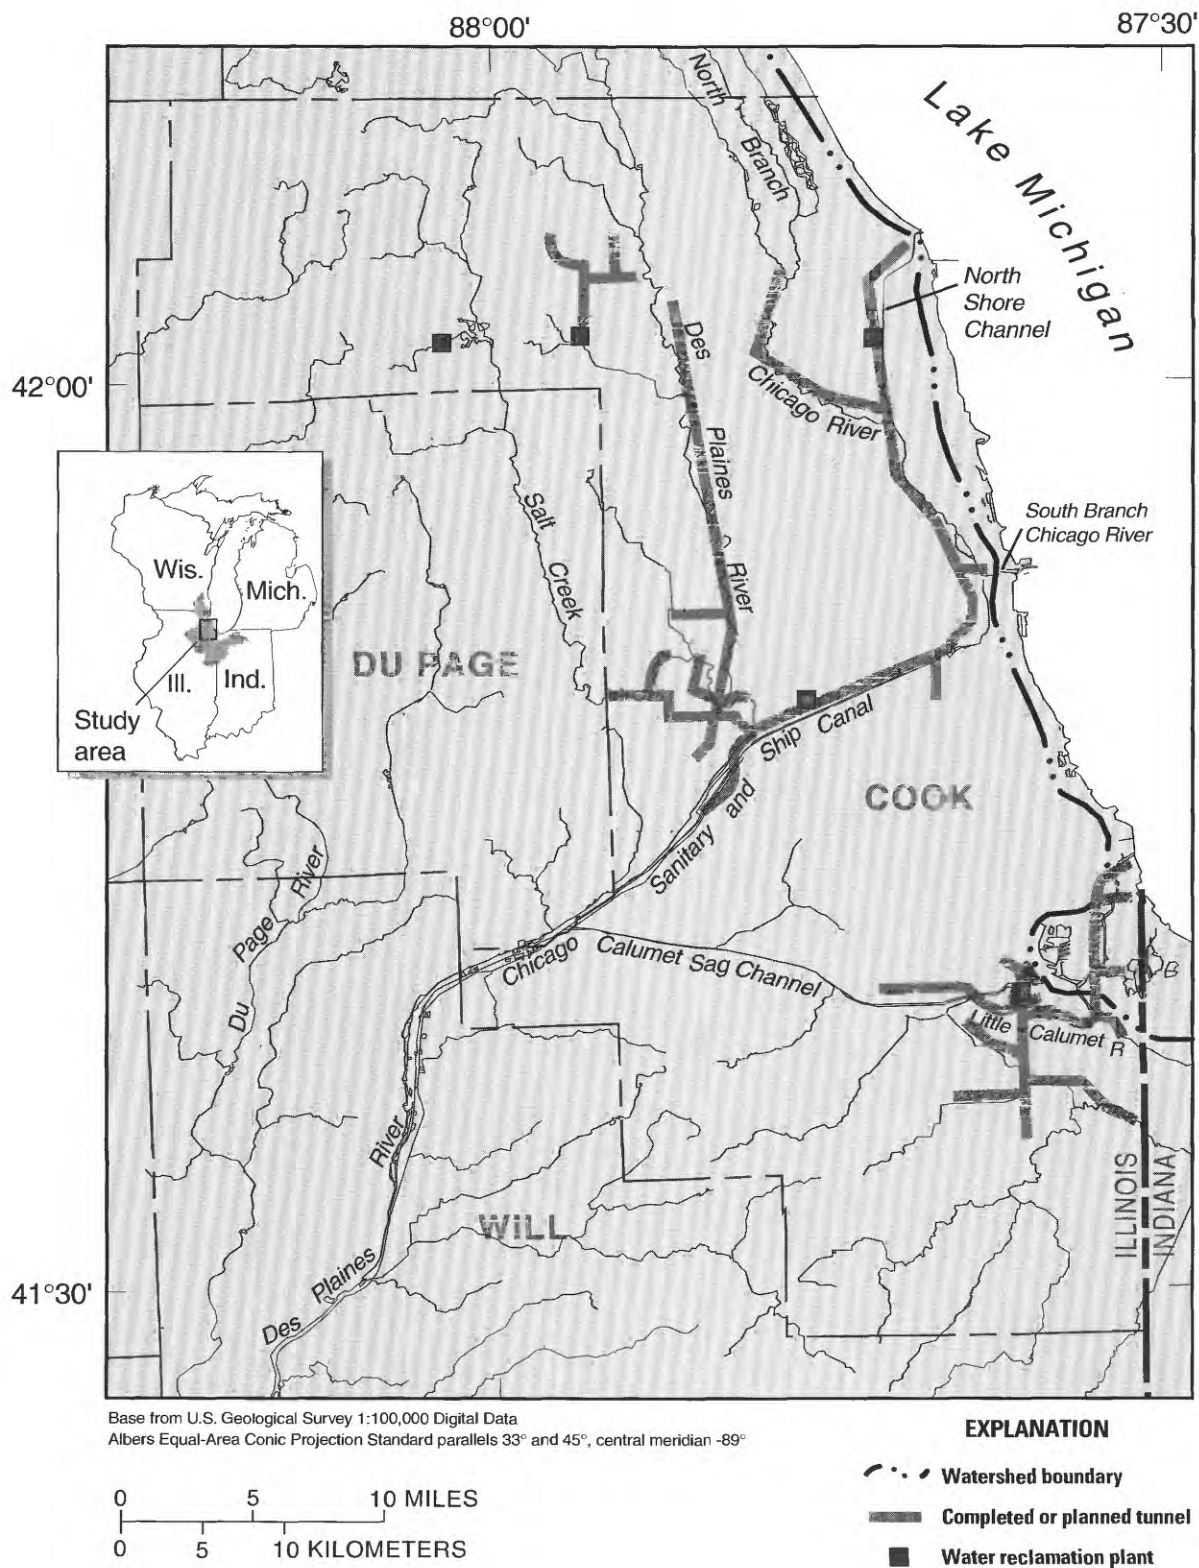 88°00'
87°30'
Lake Michigan
North
Branch
North
Shore
Channel
Des
Plaines
River
42°00'
Chicago River
Salt
Creek
South Branch
Chicago River
Wis.
Mich.
Ill.
Ind.
Study
area
DU PAGE
COOK
Chicago
Sanitary
and
Ship
Canal
Du
Page
River
Calumet Sag Channel
Little
Calumet R
B
ILLINOIS
INDIANA
WILL
41°30'
Des
Plaines
River
Base from U.S. Geological Survey 1:100,000 Digital Data
Albers Equal-Area Conic Projection Standard parallels 33° and 45°, central meridian -89°
0 5 10 MILES
0 5 10 KILOMETERS
EXPLANATION
Watershed boundary
Completed or planned tunnel
Water reclamation plant